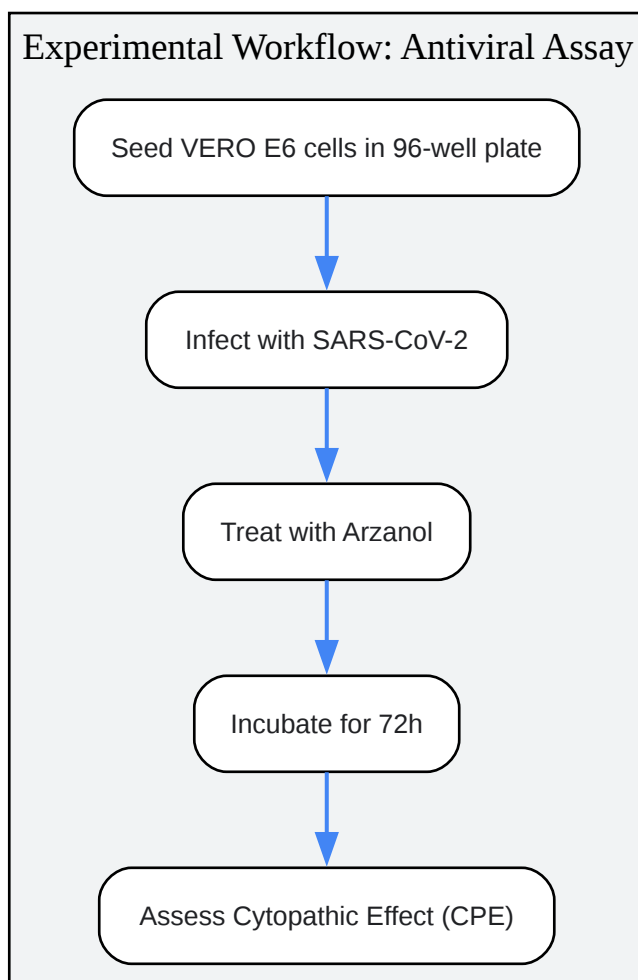 Experimental Workflow: Antiviral Assay
Seed VERO E6 cells in 96-well plate
Infect with SARS-CoV-2
Treat with Arzanol
Incubate for 72h
Assess Cytopathic Effect (CPE)